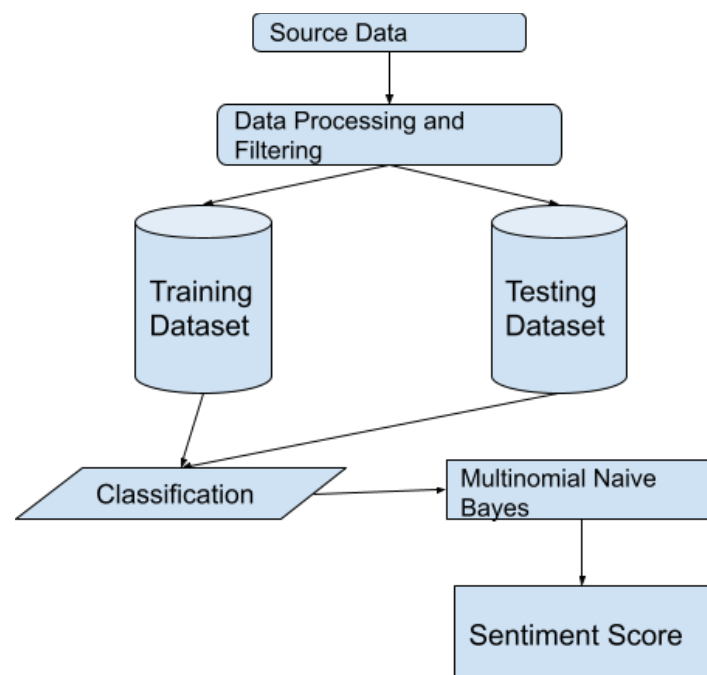 Source Data
Data Processing and
Filtering
Training
Dataset
Testing
Dataset
Classification
Multinomial Naive
Bayes
Sentiment Score